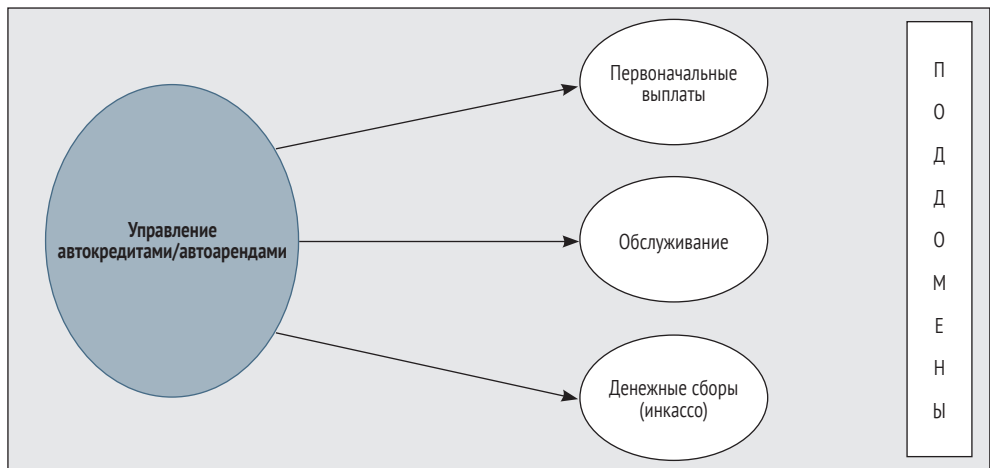 Управление
автокредитами/автоарендами
Первоначальные
выплаты
Обслуживание
Денежные сборы
(инкассо)
П
О
Д
Д
О
М
Е
Н
Ы